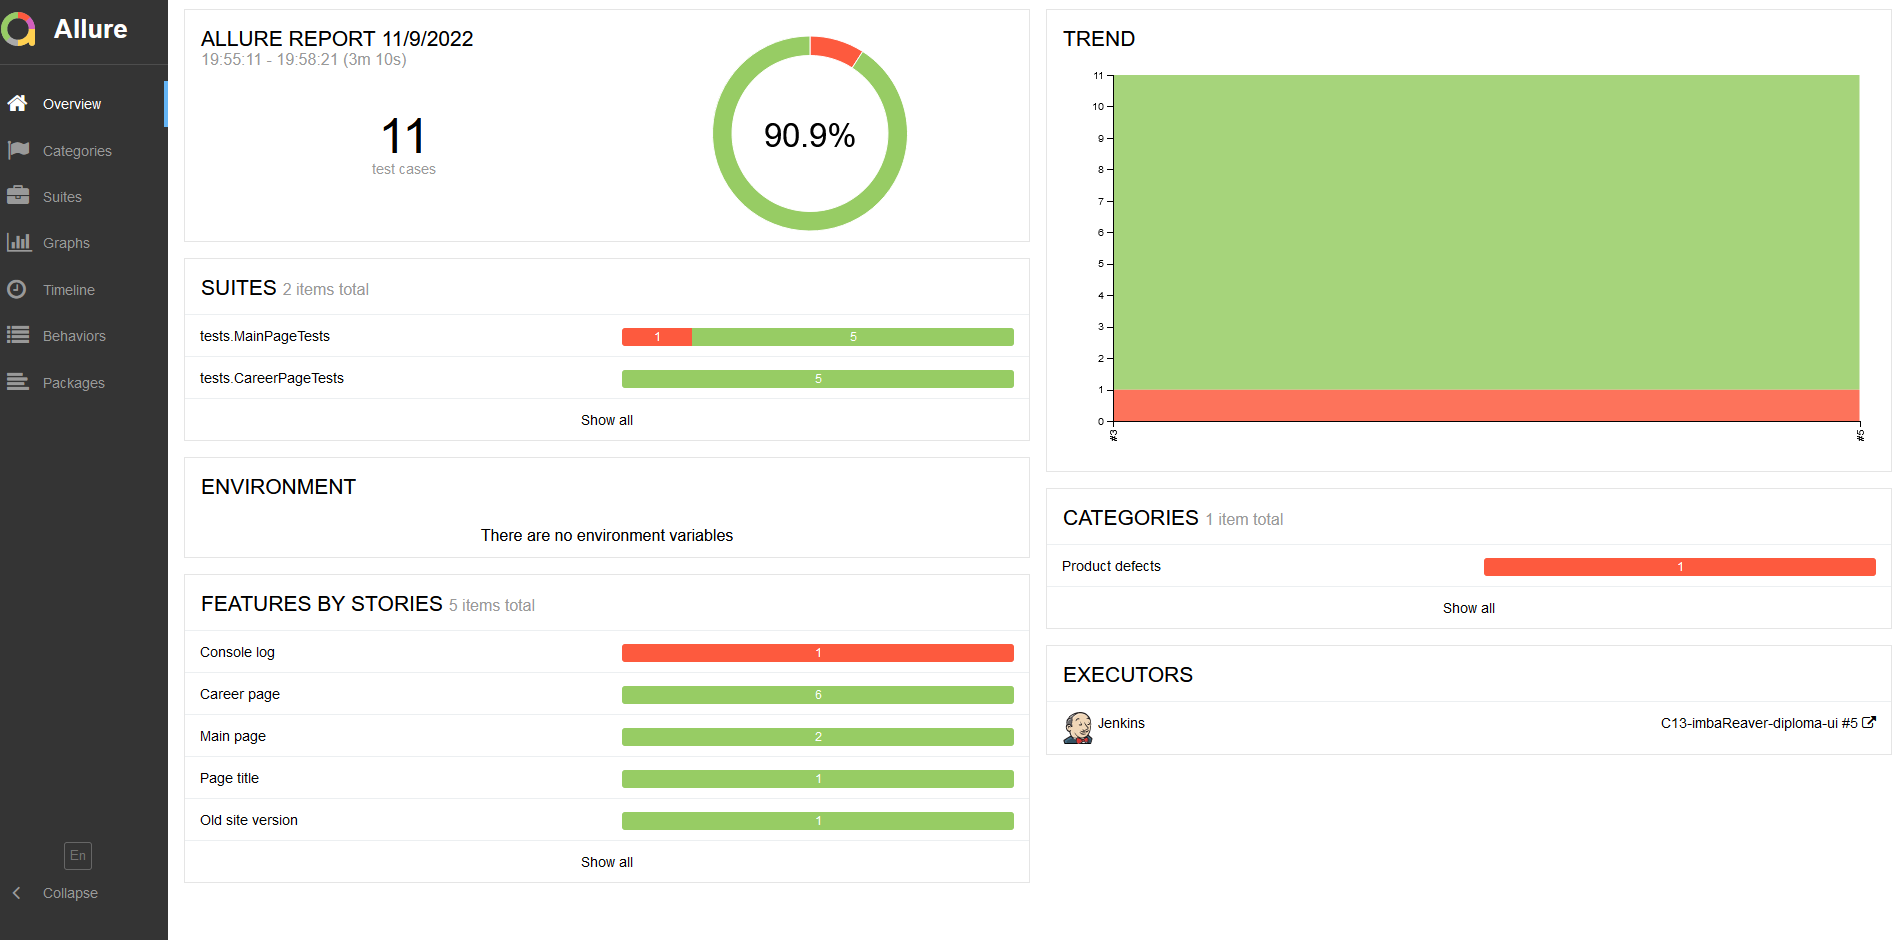 Allure
Overview
Categories
Suites
Graphs
Timeline
Behaviors
Packages
En
Collapse
ALLURE REPORT 11/9/2022
19:55:11 - 19:58:21 (3m 10s)
11
test cases
90.9%
SUITES 2 items total
tests.MainPageTests 1 5
tests.CareerPageTests 5
Show all
ENVIRONMENT
There are no environment variables
FEATURES BY STORIES 5 items total
Console log 1
Career page 6
Main page 2
Page title 1
Old site version 1
Show all
TREND
11
10
9
8
7
6
5
4
3
2
1
0
#3 #5
CATEGORIES 1 item total
Product defects 1
Show all
EXECUTORS
Jenkins C13-imbaReaver-diploma-ui #5